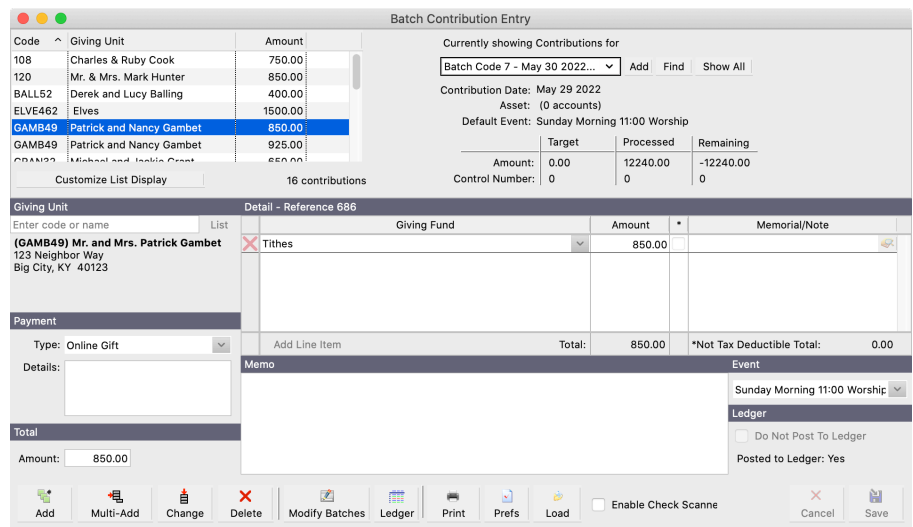 Batch Contribution Entry
Code ^ Giving Unit Amount
108 Charles & Ruby Cook 750.00
120 Mr. & Mrs. Mark Hunter 850.00
BALL52 Derek and Lucy Balling 400.00
ELVE462 Elves 1500.00
GAMB49 Patrick and Nancy Gambet 850.00
GAMB49 Patrick and Nancy Gambet 925.00
GRAN32 Michael and Jackie Grant 650.00
Customize List Display 16 contributions
Currently showing Contributions for
Batch Code 7 - May 30 2022... Add Find Show All
Contribution Date: May 29 2022
Asset: (0 accounts)
Default Event: Sunday Morning 11:00 Worship
Target Processed Remaining
Amount: 0.00 12240.00 -12240.00
Control Number: 0 0 0
Giving Unit
Enter code or name List
(GAMB49) Mr. and Mrs. Patrick Gambet
123 Neighbor Way
Big City, KY 40123
Detail - Reference 686
Giving Fund Amount * Memorial/Note
Tithes 850.00
Add Line Item Total: 850.00 *Not Tax Deductible Total: 0.00
Payment
Type: Online Gift
Details:
Total
Amount: 850.00
Memo
Event
Sunday Morning 11:00 Worship
Ledger
Do Not Post To Ledger
Posted to Ledger: Yes
Add Multi-Add Change Delete Modify Batches Ledger Print Prefs Load Enable Check Scanne Cancel Save